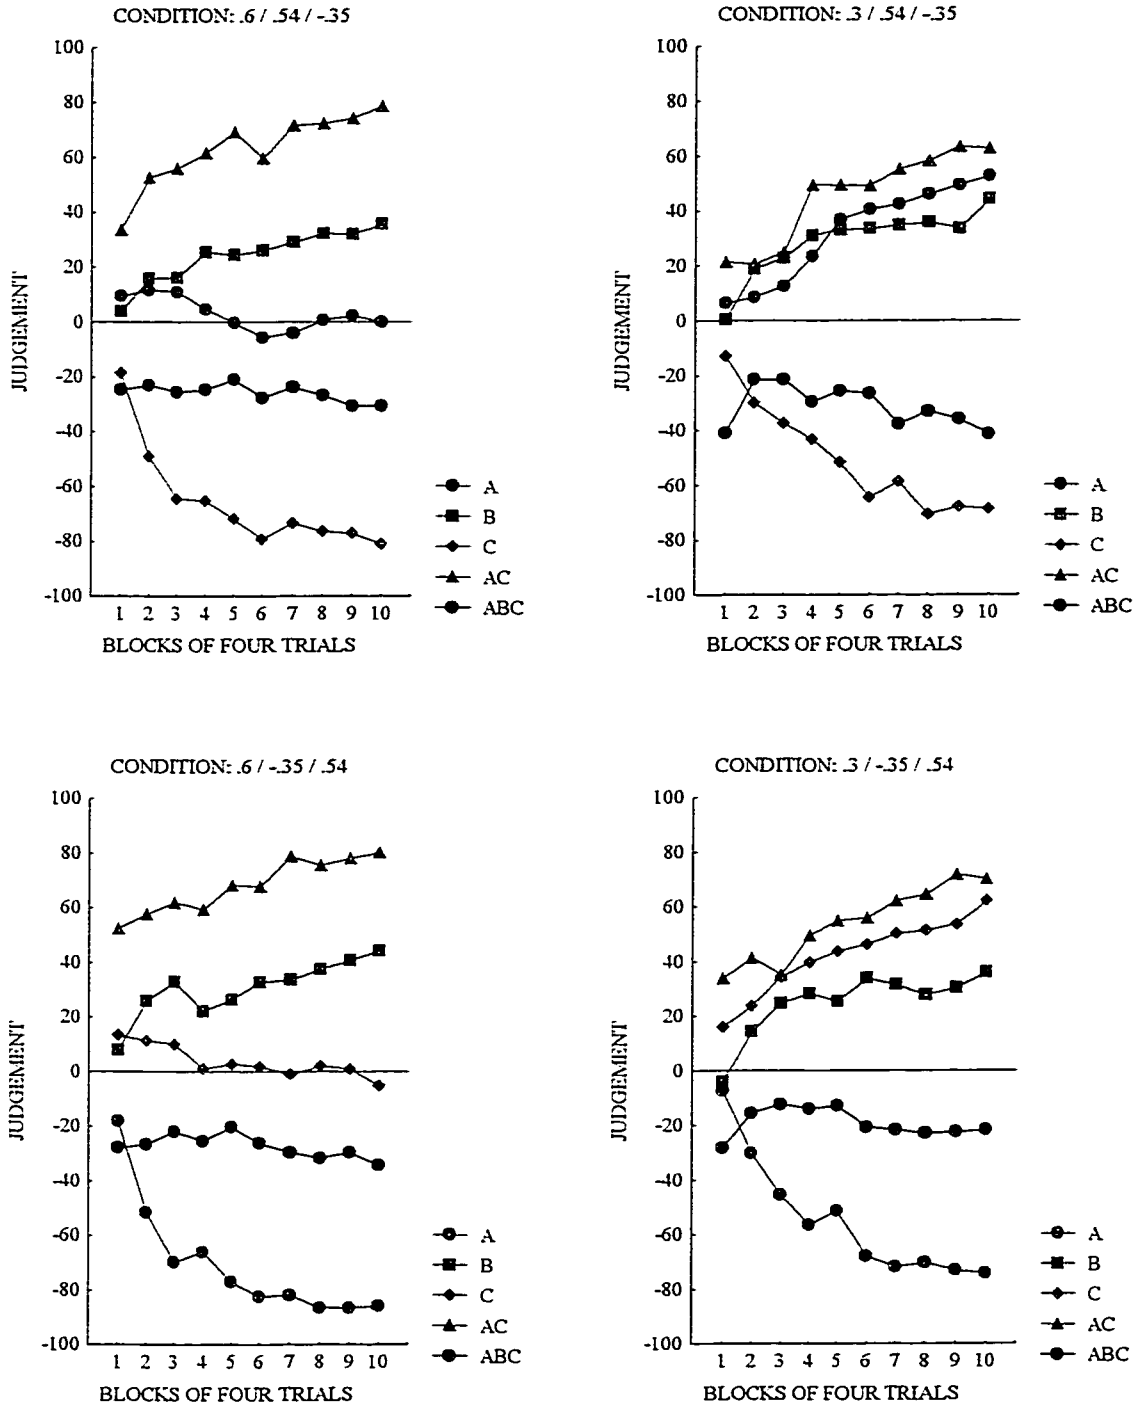 CONDITION: .6 / .54 / -.35
100
80
60
40
20
0
-20
-40
-60
-80
-100
JUDGEMENT
1 2 3 4 5 6 7 8 9 10
BLOCKS OF FOUR TRIALS
A
B
C
AC
ABC
CONDITION: .3 / .54 / -.35
100
80
60
40
20
0
-20
-40
-60
-80
-100
JUDGEMENT
1 2 3 4 5 6 7 8 9 10
BLOCKS OF FOUR TRIALS
A
B
C
AC
ABC
CONDITION: .6 / -.35 / .54
100
80
60
40
20
0
-20
-40
-60
-80
-100
JUDGEMENT
1 2 3 4 5 6 7 8 9 10
BLOCKS OF FOUR TRIALS
A
B
C
AC
ABC
CONDITION: .3 / -.35 / .54
100
80
60
40
20
0
-20
-40
-60
-80
-100
JUDGEMENT
1 2 3 4 5 6 7 8 9 10
BLOCKS OF FOUR TRIALS
A
B
C
AC
ABC